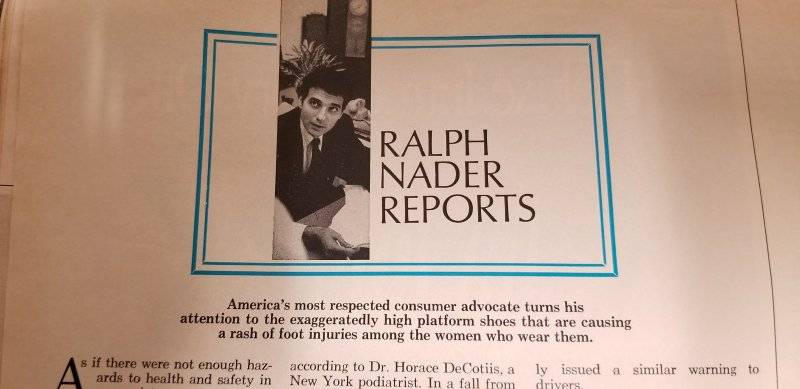 RALPH
NADER
REPORTS
America's most respected consumer advocate turns his
attention to the exaggeratedly high platform shoes that are causing
a rash of foot injuries among the women who wear them.
As if there were not enough haz-
ards to health and safety in
according to Dr. Horace DeCotiis, a
New York podiatrist. In a fall from
ly issued a similar warning to
drivers.